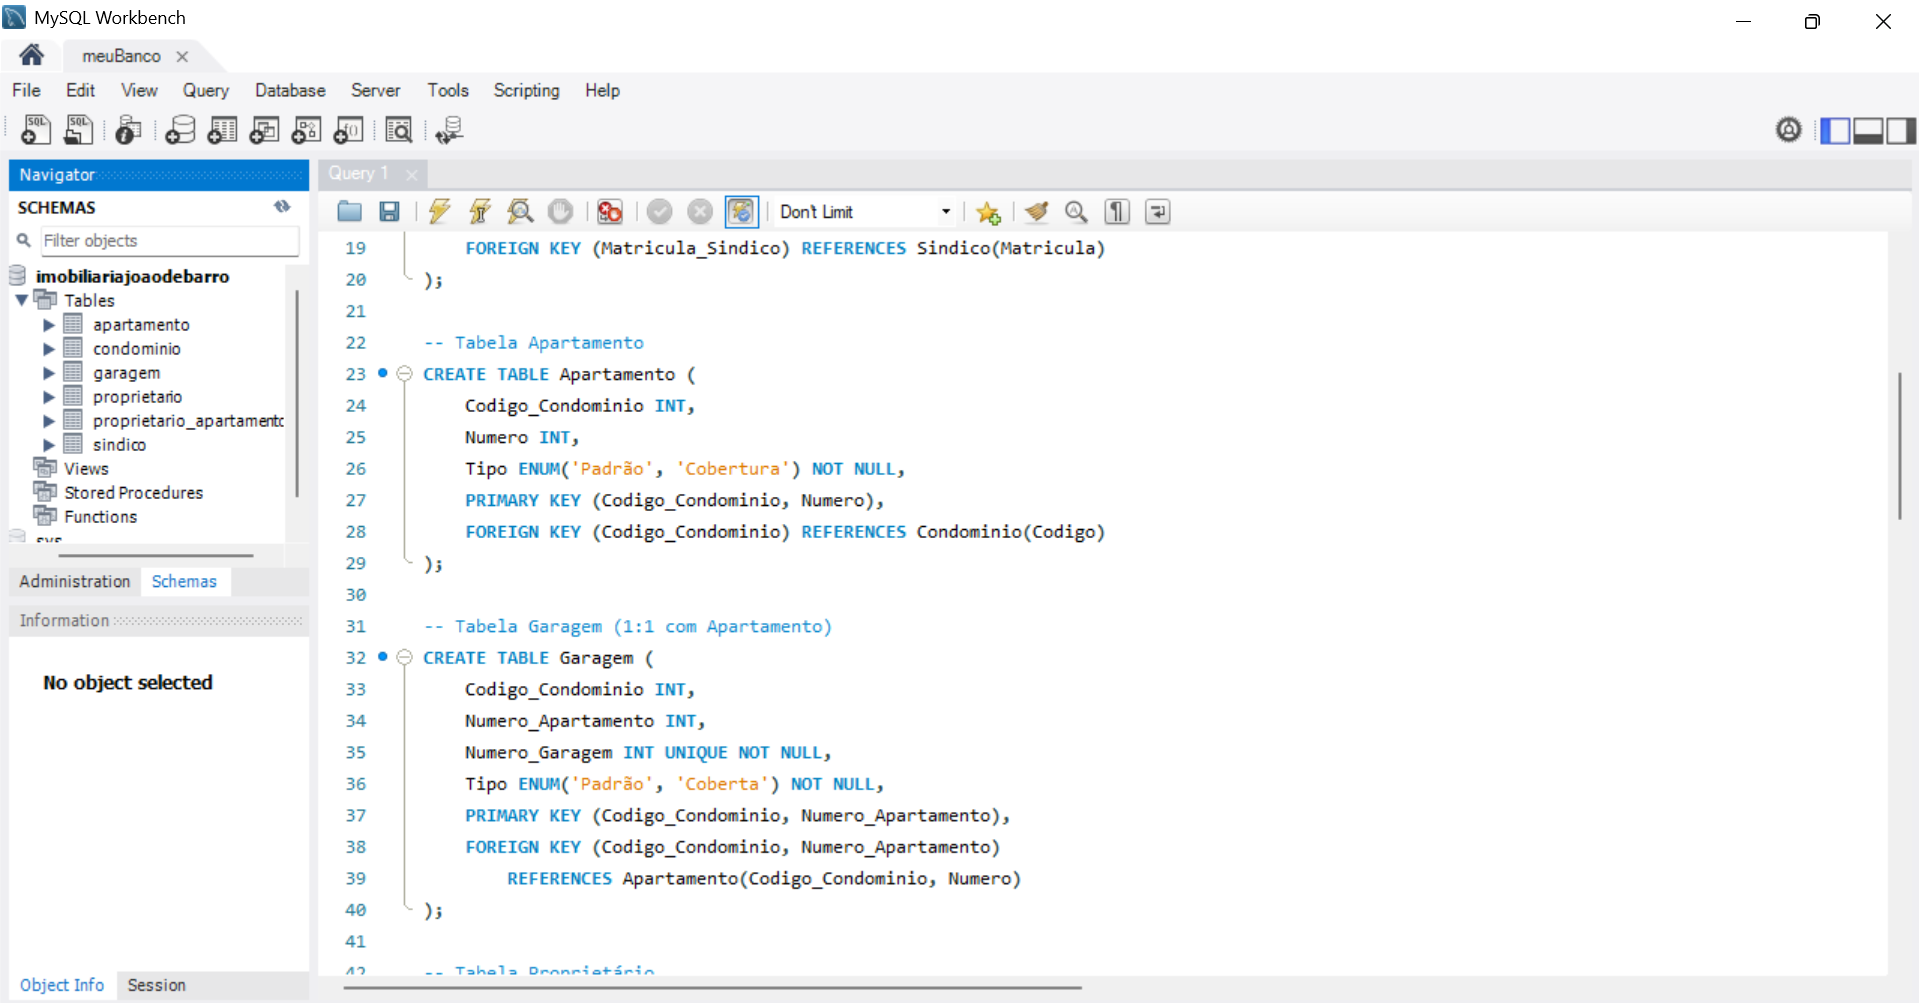 MySQL Workbench
meuBanco
File Edit View Query Database Server Tools Scripting Help
Navigator
SCHEMAS
Filter objects
imobiliariajoaodebarro
Tables
apartamento
condominio
garagem
proprietario
proprietario_apartamento
sindico
Views
Stored Procedures
Functions
sys
Administration Schemas
Information
No object selected
Object Info Session
Query 1
Don't Limit
19 FOREIGN KEY (Matricula_Sindico) REFERENCES Sindico(Matricula)
20 );
21
22 -- Tabela Apartamento
23 CREATE TABLE Apartamento (
24 Codigo_Condominio INT,
25 Numero INT,
26 Tipo ENUM('Padrão', 'Cobertura') NOT NULL,
27 PRIMARY KEY (Codigo_Condominio, Numero),
28 FOREIGN KEY (Codigo_Condominio) REFERENCES Condominio(Codigo)
29 );
30
31 -- Tabela Garagem (1:1 com Apartamento)
32 CREATE TABLE Garagem (
33 Codigo_Condominio INT,
34 Numero_Apartamento INT,
35 Numero_Garagem INT UNIQUE NOT NULL,
36 Tipo ENUM('Padrão', 'Coberta') NOT NULL,
37 PRIMARY KEY (Codigo_Condominio, Numero_Apartamento),
38 FOREIGN KEY (Codigo_Condominio, Numero_Apartamento)
39 REFERENCES Apartamento(Codigo_Condominio, Numero)
40 );
41
42 -- Tabela Proprietário